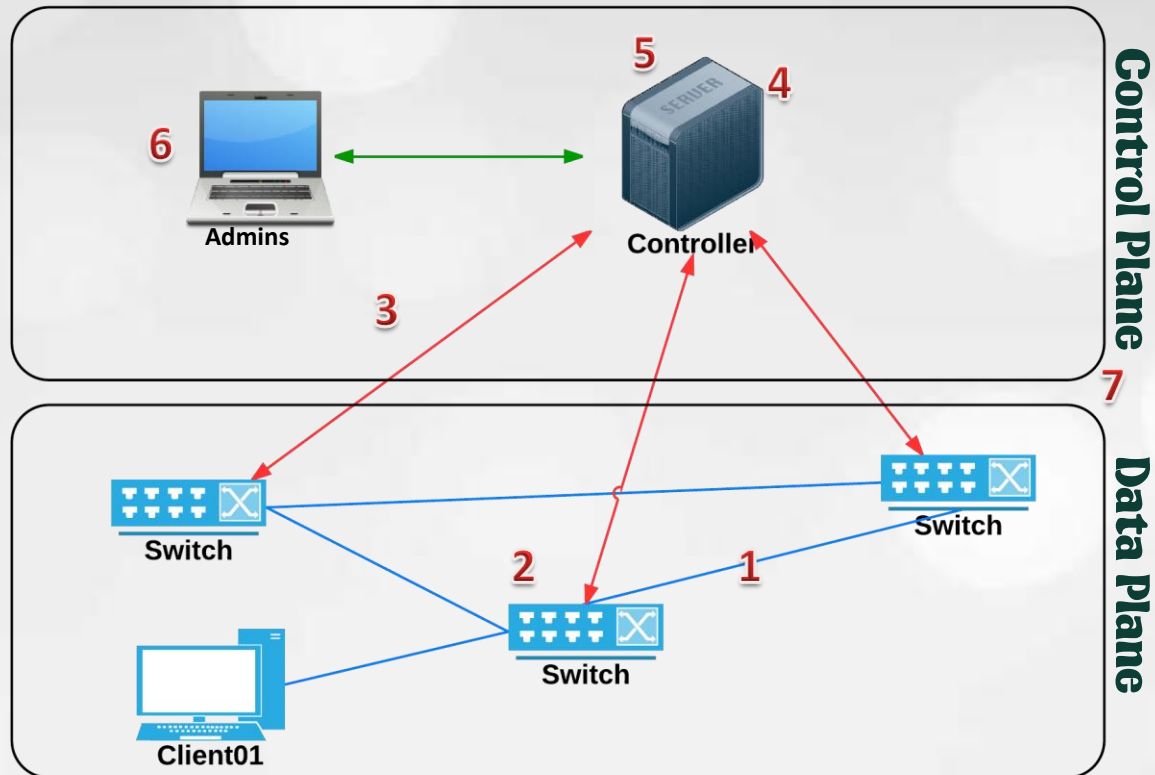 5
4
SERVER
6
Admins
Controller
3
Control Plane
7
Switch
Switch
2
1
Switch
Client01
Data Plane